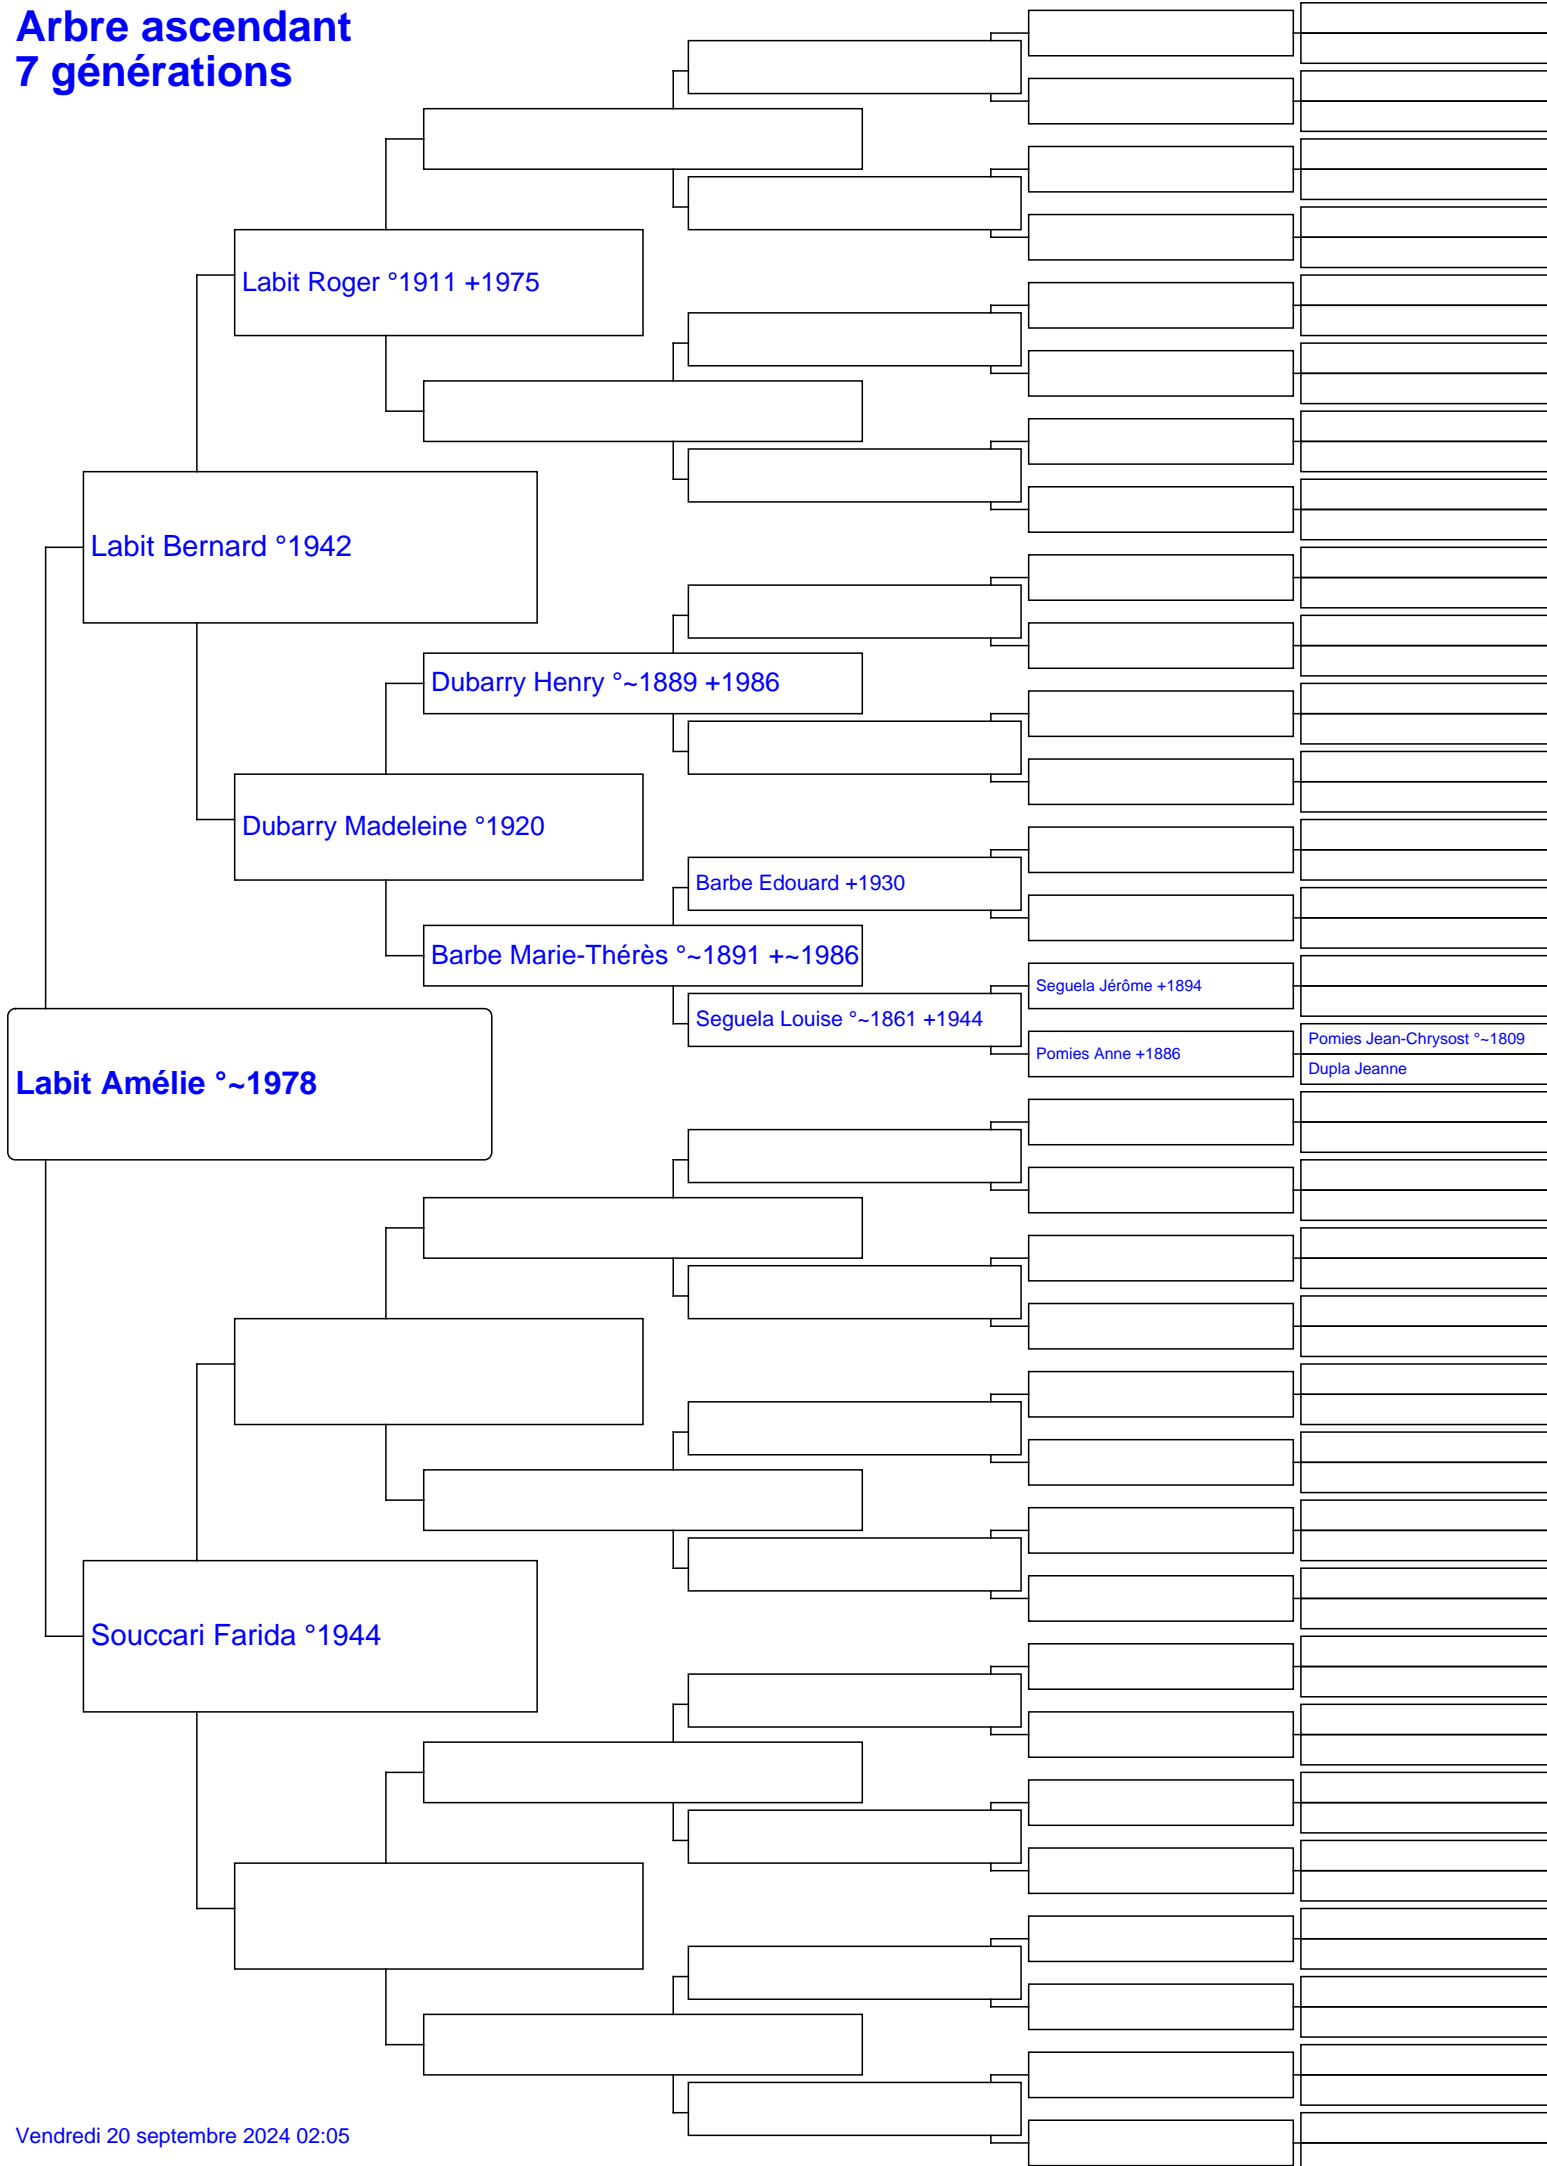 Arbre ascendant
7 générations
Labit Roger °1911 +1975
Labit Bernard °1942
Dubarry Henry °~1889 +1986
Dubarry Madeleine °1920
Barbe Edouard +1930
Barbe Marie-Thérès °~1891 +~1986
Seguela Jérôme +1894
Seguela Louise °~1861 +1944
Pomies Jean-Chrysost °~1809
Pomies Anne +1886
Dupla Jeanne
Labit Amélie °~1978
Souccari Farida °1944
Vendredi 20 septembre 2024 02:05